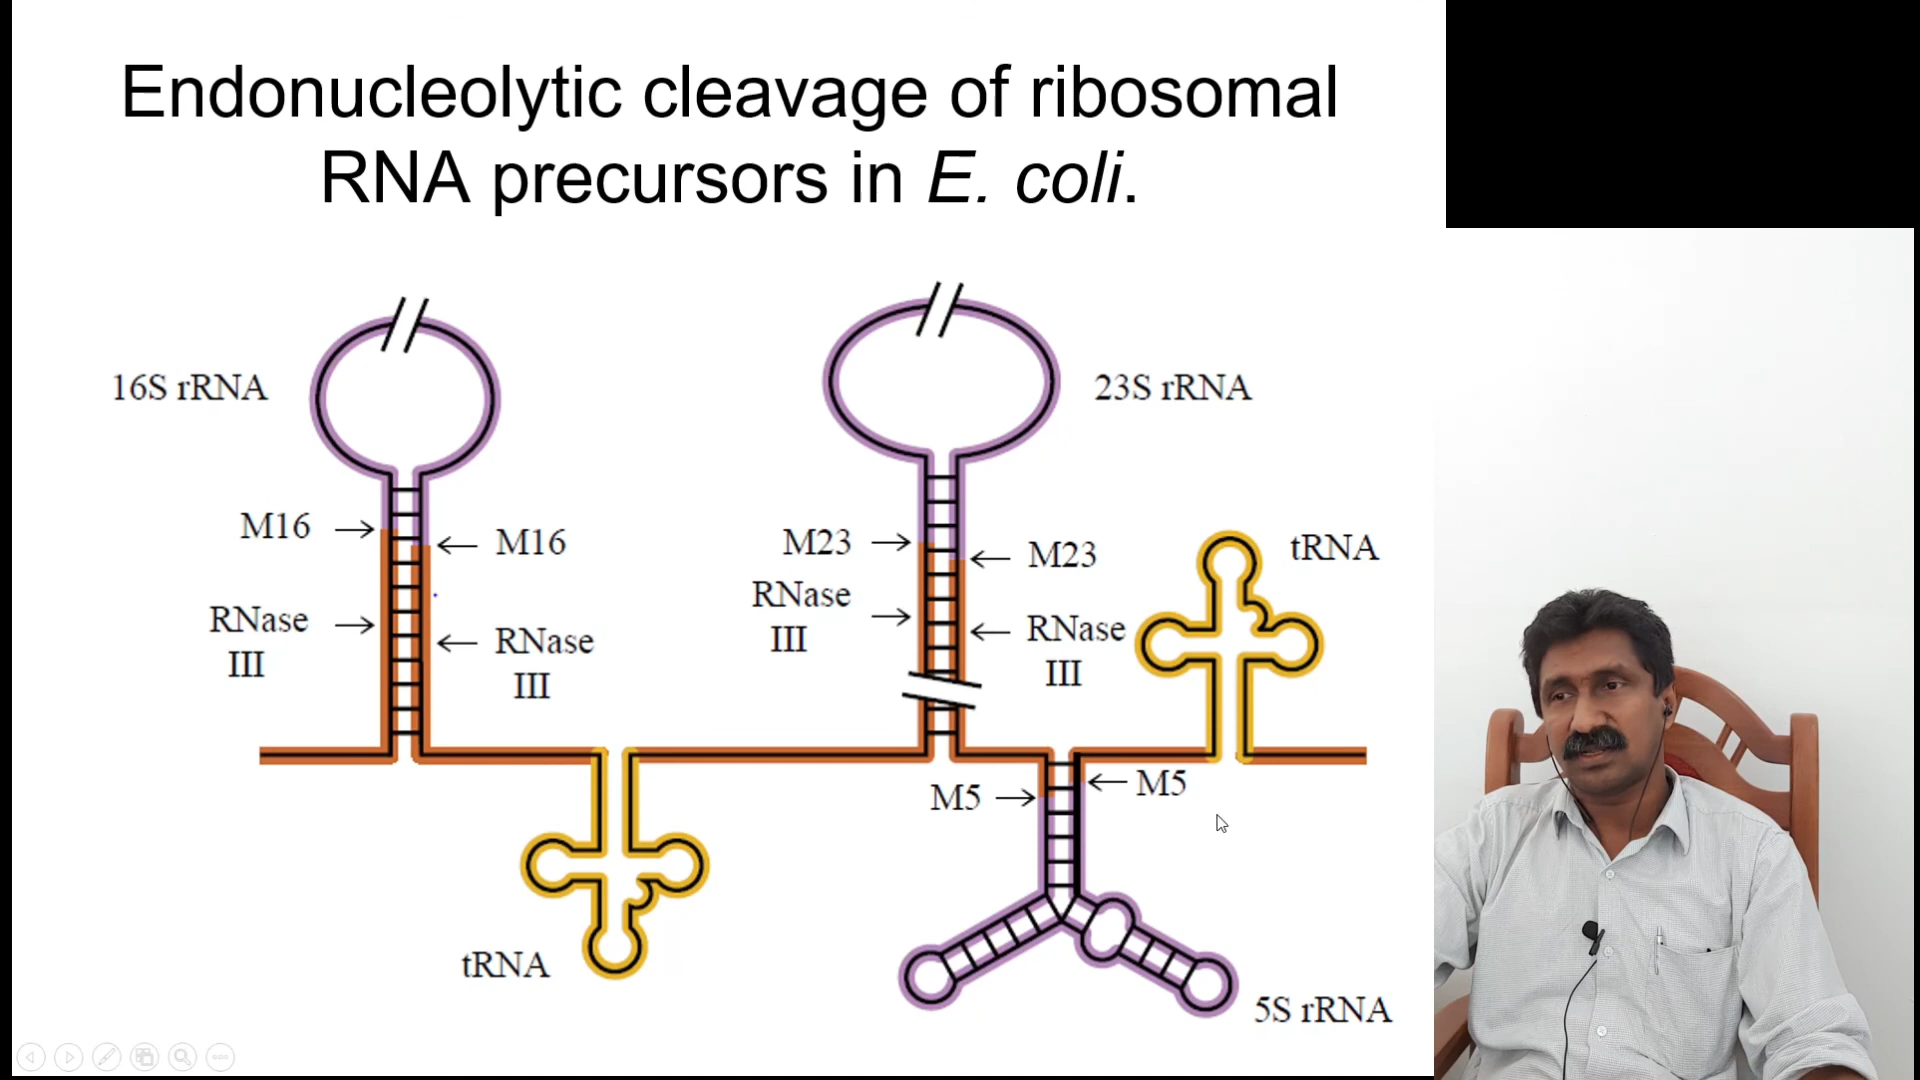 Endonucleolytic cleavage of ribosomal
RNA precursors in E. coli.
16S rRNA
23S rRNA
M16
M16
M23
M23
tRNA
RNase
III
RNase
III
RNase
III
RNase
III
M5
M5
tRNA
5S rRNA